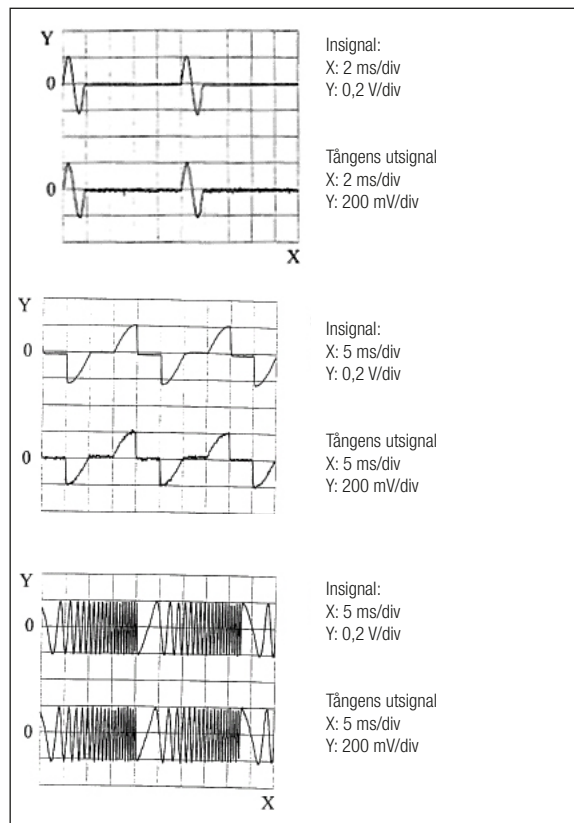 Y
0
0
X
Insignal:
X: 2 ms/div
Y: 0,2 V/div
Tångens utsignal
X: 2 ms/div
Y: 200 mV/div
Y
0
0
Insignal:
X: 5 ms/div
Y: 0,2 V/div
Tångens utsignal
X: 5 ms/div
Y: 200 mV/div
Y
0
0
X
Insignal:
X: 5 ms/div
Y: 0,2 V/div
Tångens utsignal
X: 5 ms/div
Y: 200 mV/div